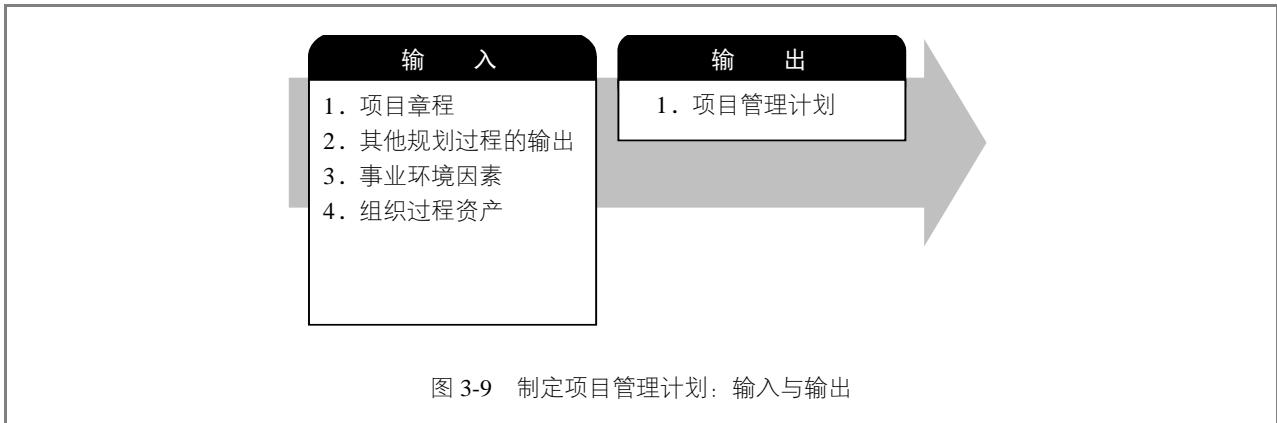 输 入
1. 项目章程
2. 其他规划过程的输出
3. 事业环境因素
4. 组织过程资产
输 出
1. 项目管理计划
图 3-9 制定项目管理计划：输入与输出